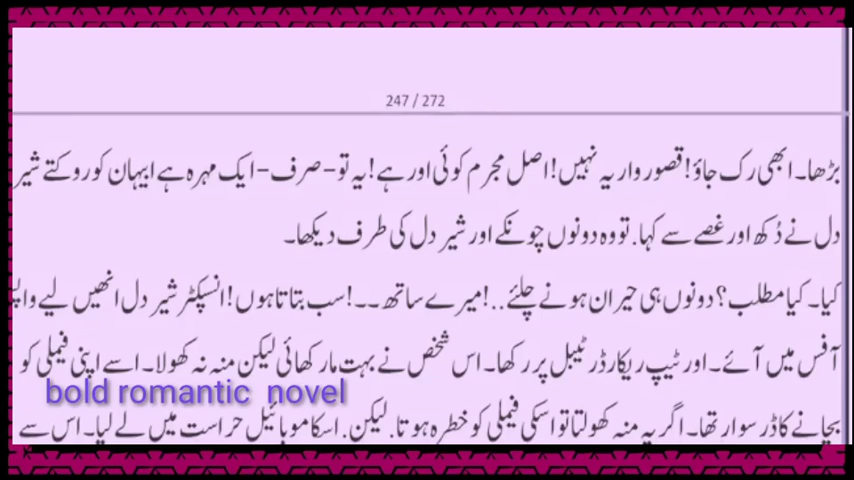 247 / 272
بڑھا۔ ابھی رک جاؤ! قصور وار یہ نہیں! اصل مجرم کوئی اور ہے! یہ تو - صرف - ایک مہرہ ہے ایہان کو روکتے شیر
دل نے دُکھ اور غصے سے کہا. تو وہ دونوں چونکے اور شیر دل کی طرف دیکھا۔
کیا۔ کیا مطلب؟ دونوں ہی حیران ہونے چلئے..! میرے ساتھ۔۔! سب بتاتا ہوں! انسپکٹر شیر دل انھیں لیے
آفس میں آئے۔ اور ٹیپ ریکارڈر ٹیبل پر رکھا۔ اس شخص نے بہت مار کھائی لیکن منہ نہ کھولا۔ اسے اپنی فیملی کو
bold romantic novel
بچانے کا ڈر سوار تھا۔ اگر یہ منہ کھولتا تو اسکی فیملی کو خطرہ ہوتا. لیکن. اسکا موبائیل حراست میں لے لیا۔ اس سے